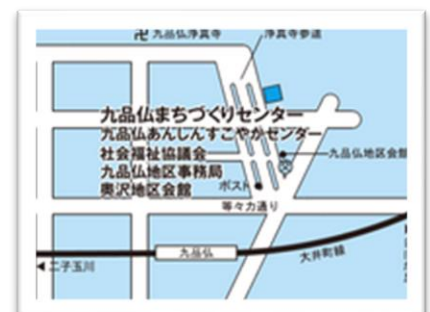 卍 九品仏浄真寺
浄真寺参道
九品仏まちづくりセンター
九品仏あんしんすこやかセンター
社会福祉協議会
九品仏地区事務局
奥沢地区会館
九品仏地区会館
ポスト
等々力通り
九品仏
大井町線
二子玉川